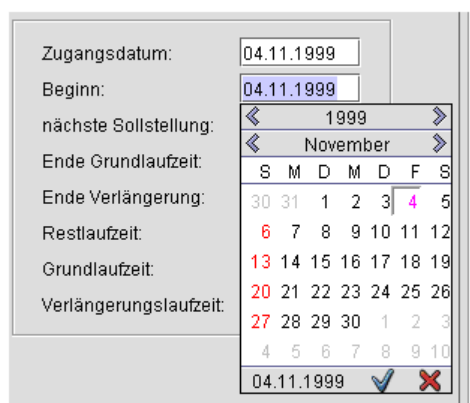 Zugangsdatum: 04.11.1999
Beginn: 04.11.1999
nächste Sollstellung:
Ende Grundlaufzeit:
Ende Verlängerung:
Restlaufzeit:
Grundlaufzeit:
Verlängerungslaufzeit:
1999
November
S M D M D F S
30 31 1 2 3 4 5
6 7 8 9 10 11 12
13 14 15 16 17 18 19
20 21 22 23 24 25 26
27 28 29 30 1 2 3
4 5 6 7 8 9 10
04.11.1999